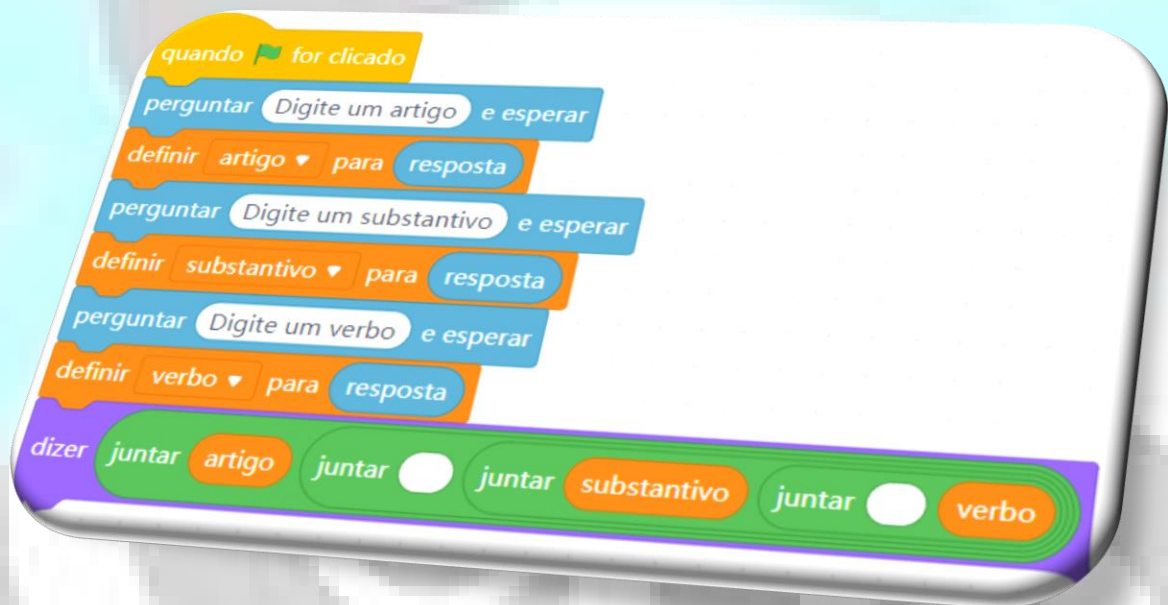 quando for clicado
perguntar Digite um artigo e esperar
definir artigo para resposta
perguntar Digite um substantivo e esperar
definir substantivo para resposta
perguntar Digite um verbo e esperar
definir verbo para resposta
dizer juntar artigo juntar juntar substantivo juntar verbo